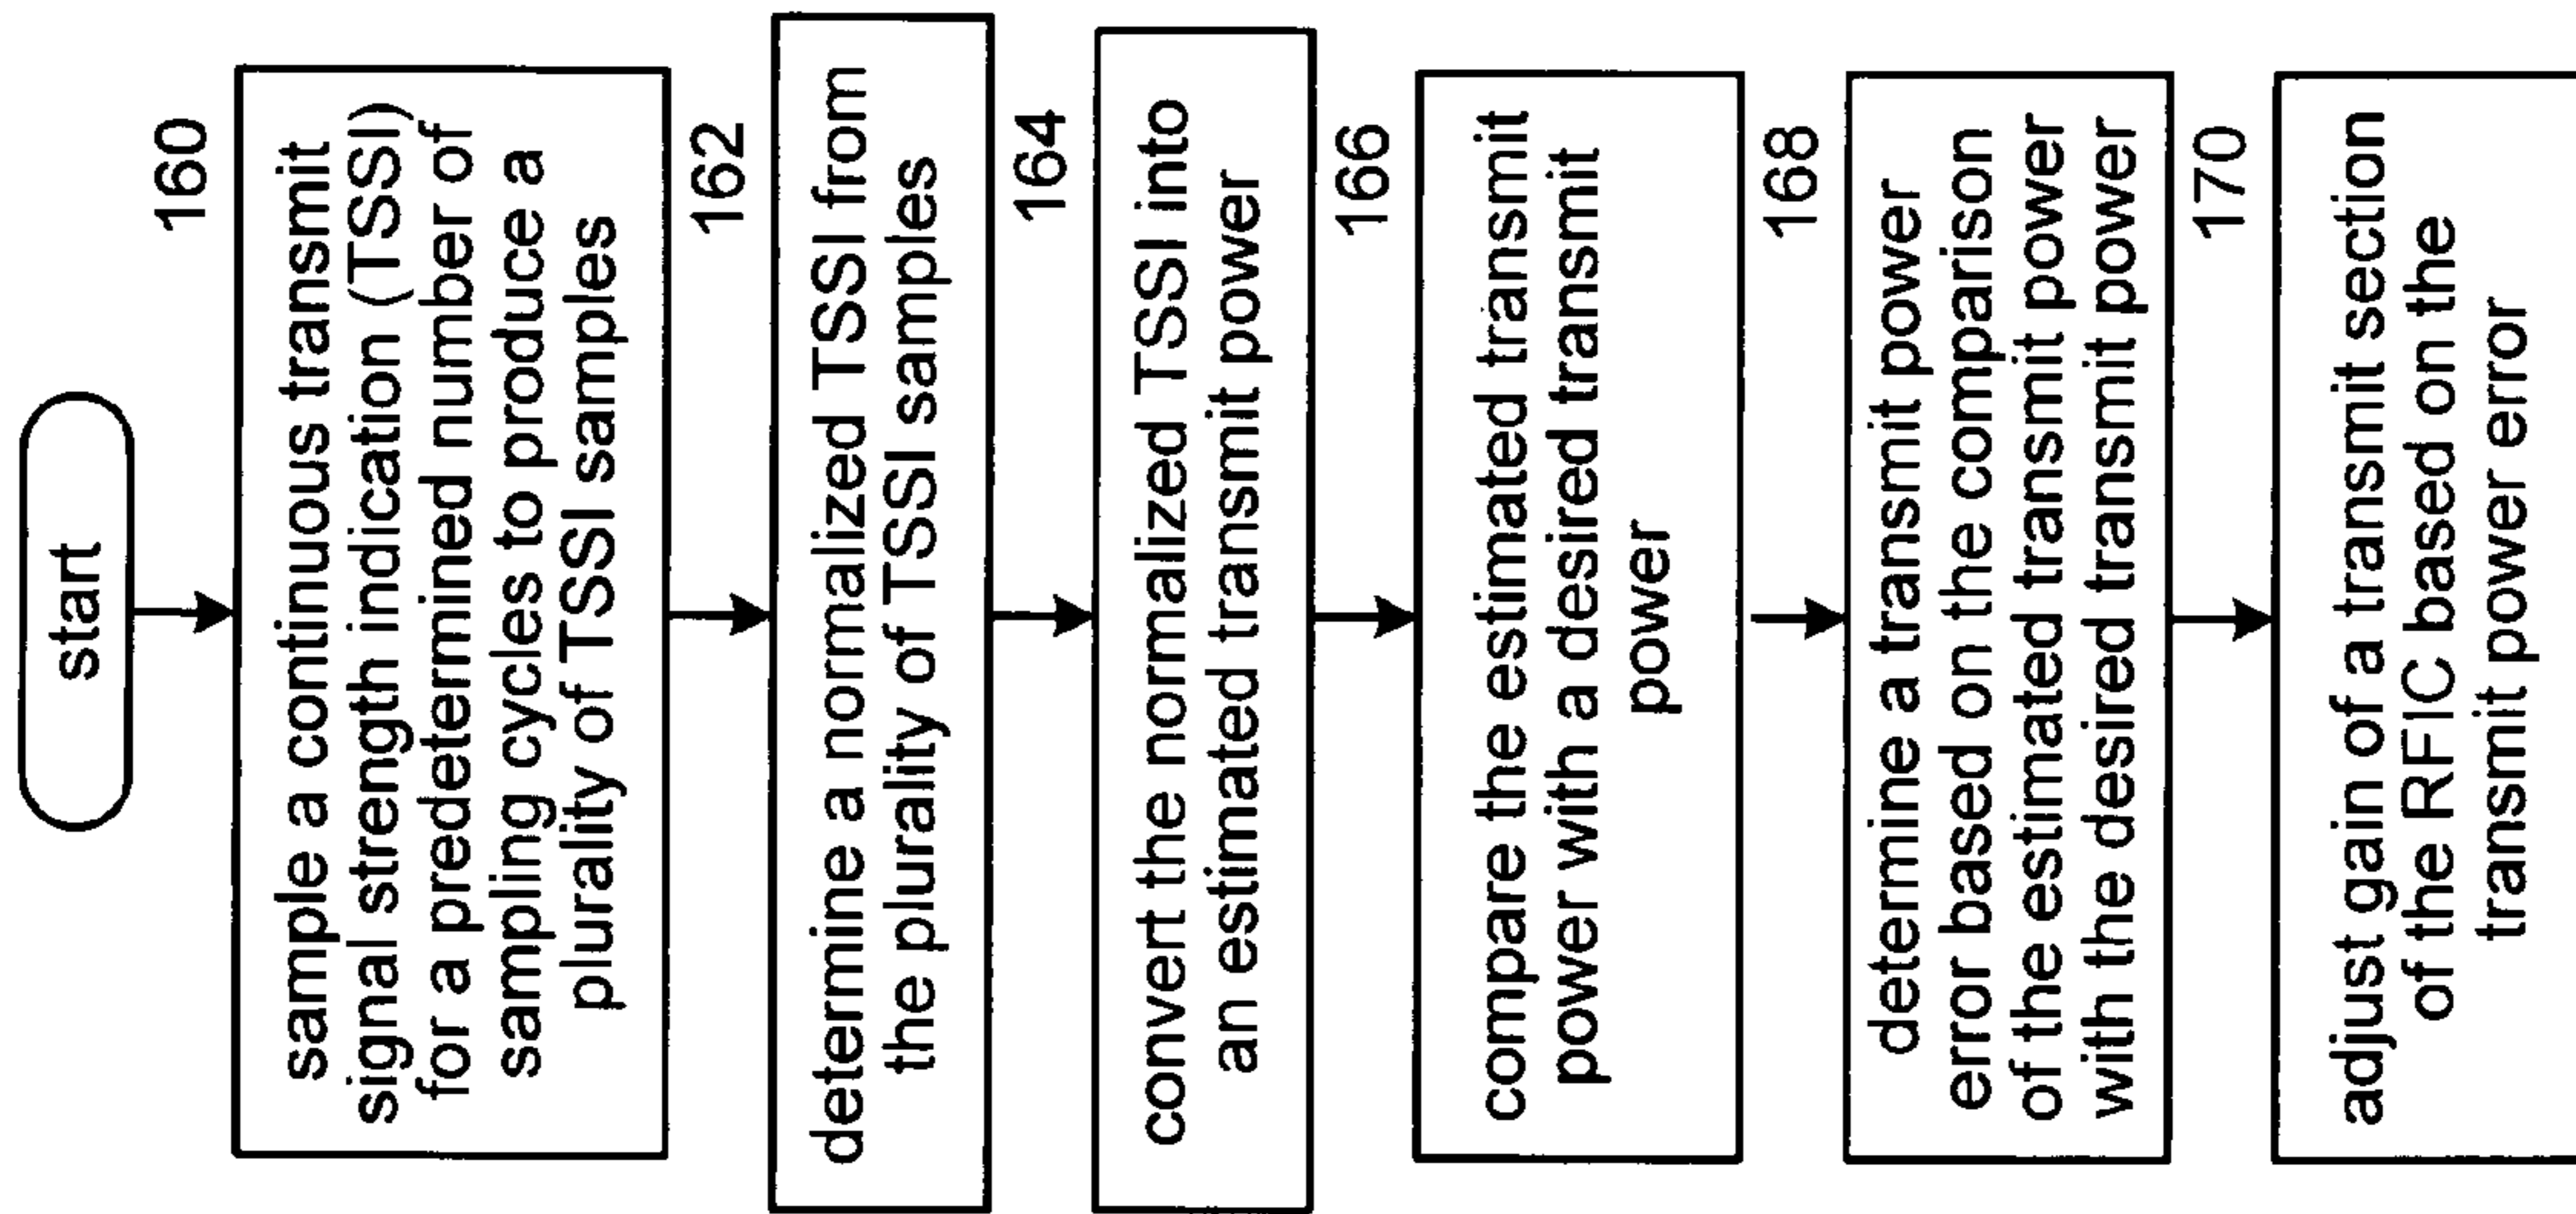 start
160
sample a continuous transmit
signal strength indication (TSSI)
for a predetermined number of
sampling cycles to produce a
plurality of TSSI samples
162
determine a normalized TSSI from
the plurality of TSSI samples
164
convert the normalized TSSI into
an estimated transmit power
166
compare the estimated transmit
power with a desired transmit
power
168
determine a transmit power
error based on the comparison
of the estimated transmit power
with the desired transmit power
170
adjust gain of a transmit section
of the RFIC based on the
transmit power error